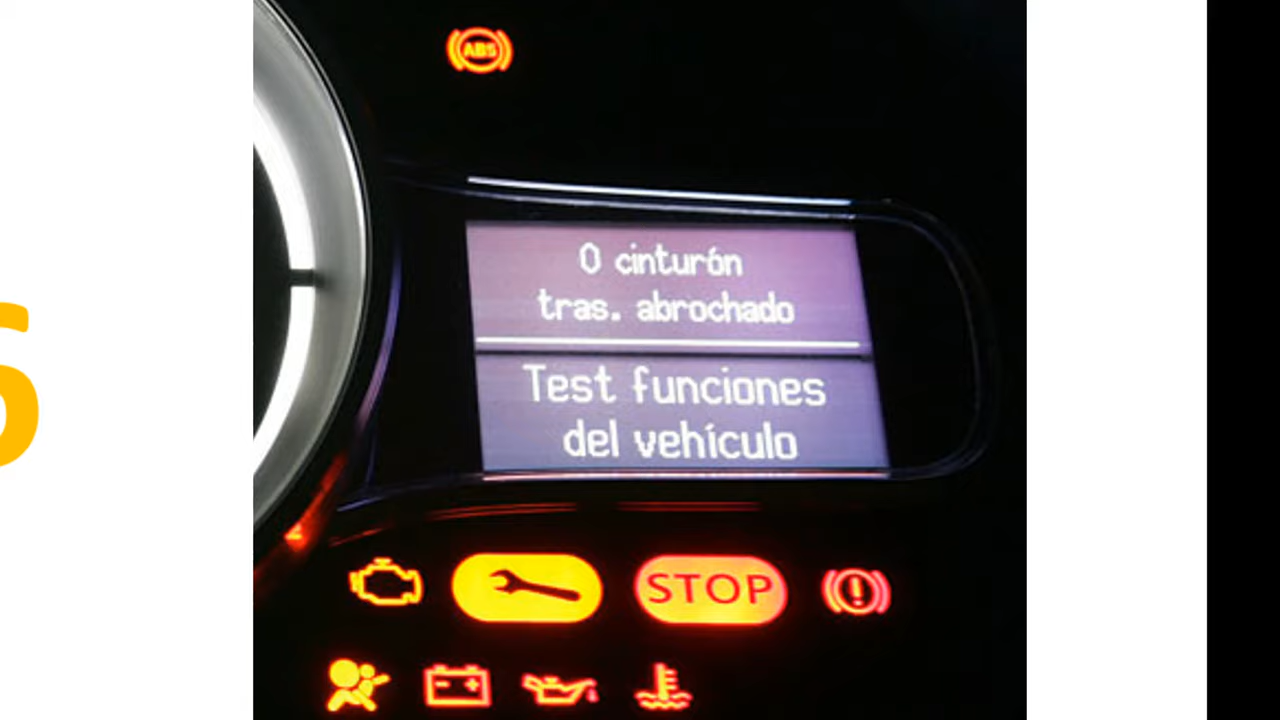 ABS
0 cinturón
tras. abrochado
Test funciones
del vehículo
STOP